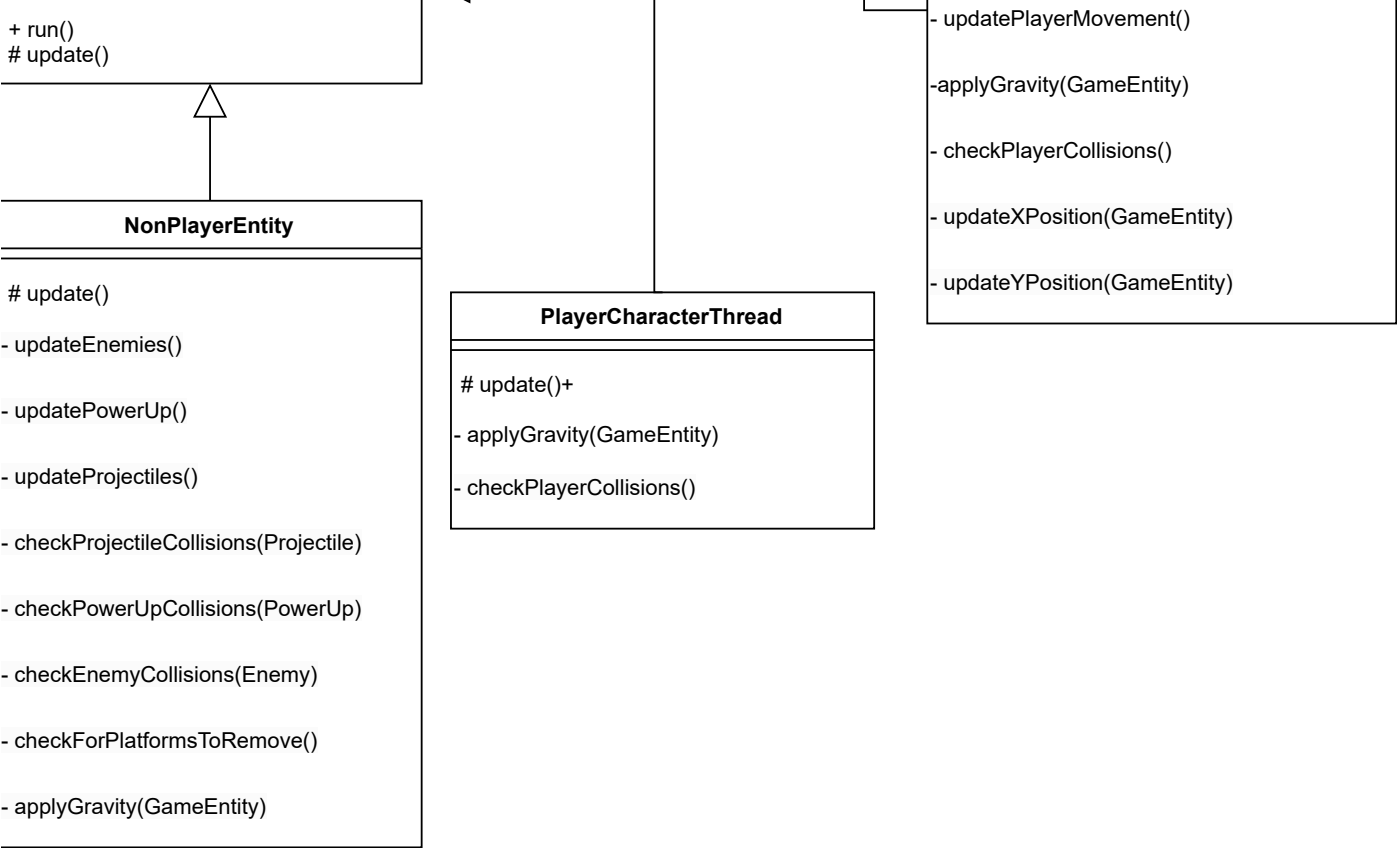 + run()
# update()
NonPlayerEntity
# update()
- updateEnemies()
- updatePowerUp()
- updateProjectiles()
- checkProjectileCollisions(Projectile)
- checkPowerUpCollisions(PowerUp)
- checkEnemyCollisions(Enemy)
- checkForPlatformsToRemove()
- applyGravity(GameEntity)
PlayerCharacterThread
# update()+
- applyGravity(GameEntity)
- checkPlayerCollisions()
- updatePlayerMovement()
-applyGravity(GameEntity)
- checkPlayerCollisions()
- updateXPosition(GameEntity)
- updateYPosition(GameEntity)